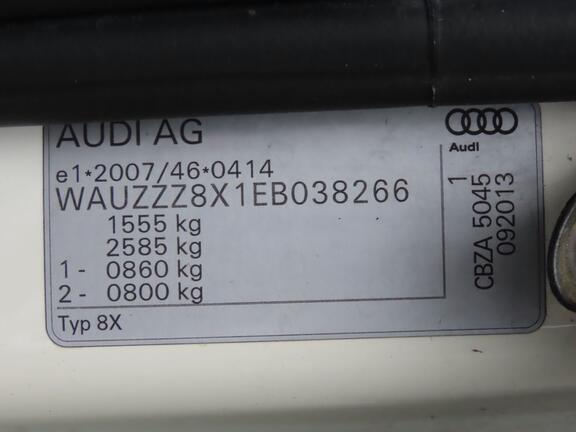 AUDI AG
Audi
e1*2007/46*0414
WAUZZZ8X1EB038266
1555 kg
2585 kg
1 - 0860 kg
2 - 0800 kg
Typ 8X
1
CBZA 5045
092013